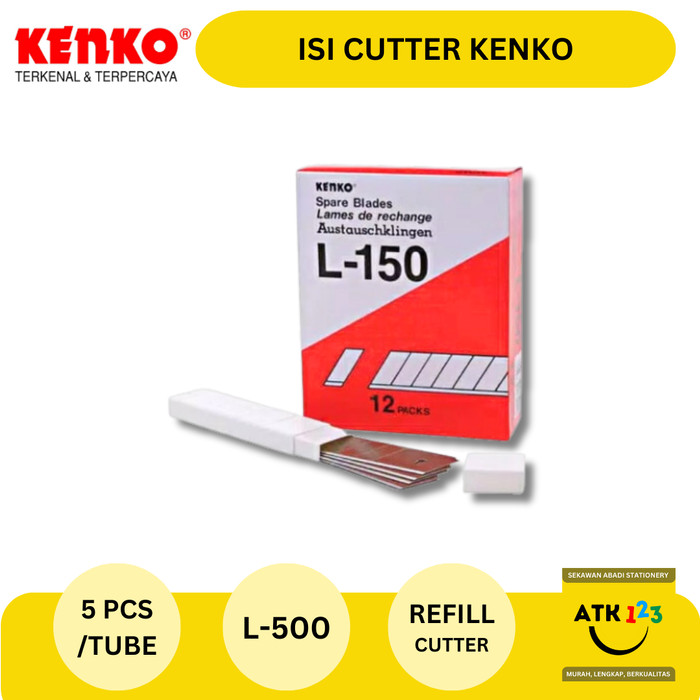 KENKO®
TERKENAL & TERPERCAYA
ISI CUTTER KENKO
KENKO®
Spare Blades
Lames de rechange
Austauschklingen
L-150
12 PACKS
5 PCS
/TUBE
L-500
REFILL
CUTTER
SEKAWAN ABADI STATIONERY
ATK 123
MURAH, LENGKAP, BERKUALITAS